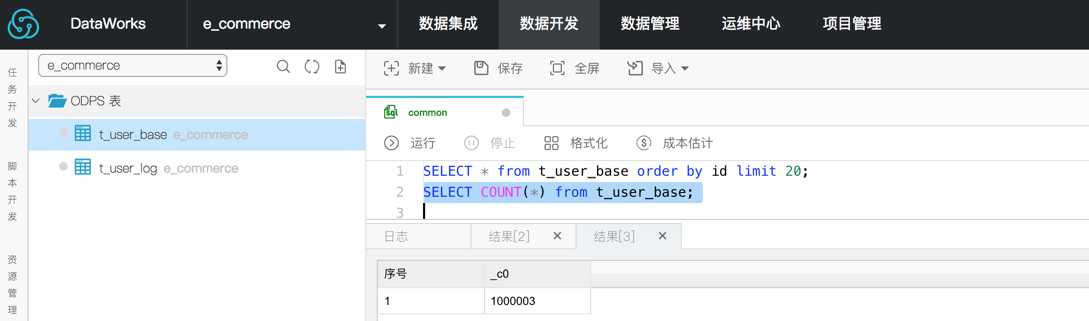 DataWorks e_commerce 数据集成 数据开发 数据管理 运维中心 项目管理
任务开发
脚本开发
资源管理
e_commerce
ODPS 表
t_user_base e_commerce
t_user_log e_commerce
新建 保存 全屏 导入
sql common
运行 停止 格式化 成本估计
1 SELECT * from t_user_base order by id limit 20;
2 SELECT COUNT(*) from t_user_base;
3
日志 结果[2] 结果[3]
序号 _c0
1 1000003